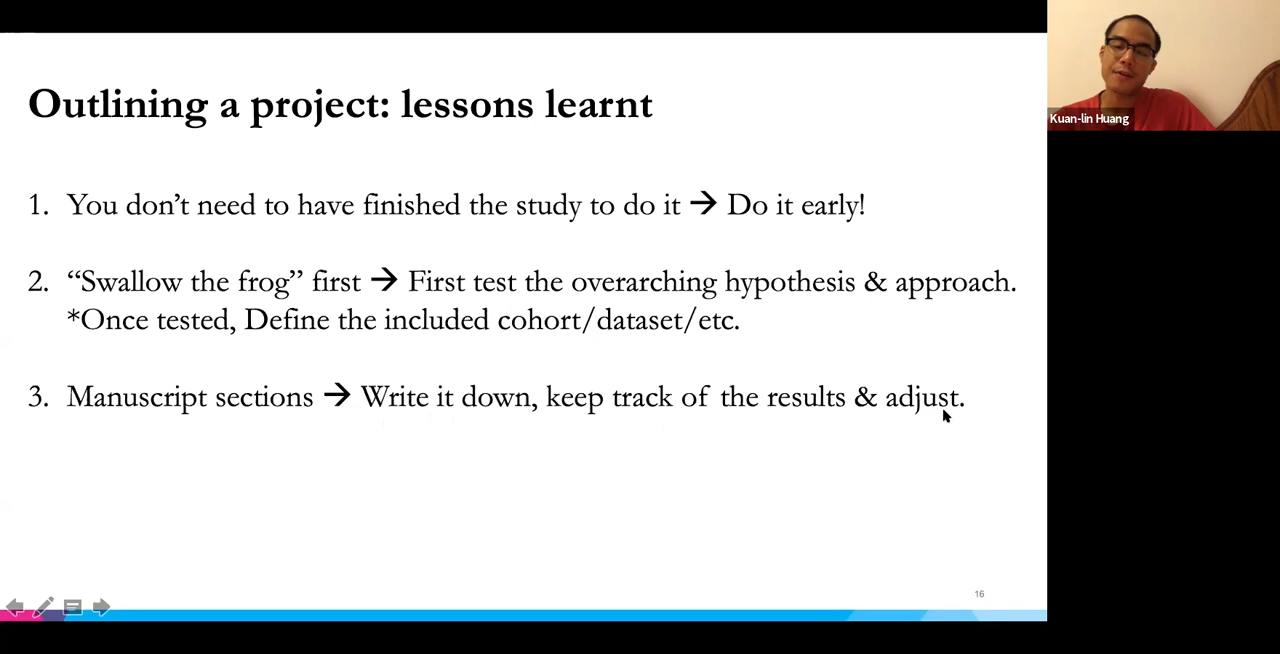 Outlining a project: lessons learnt
1. You don’t need to have finished the study to do it → Do it early!
2. “Swallow the frog” first → First test the overarching hypothesis & approach.
*Once tested, Define the included cohort/dataset/etc.
3. Manuscript sections → Write it down, keep track of the results & adjust.
16
Kuan-lin Huang